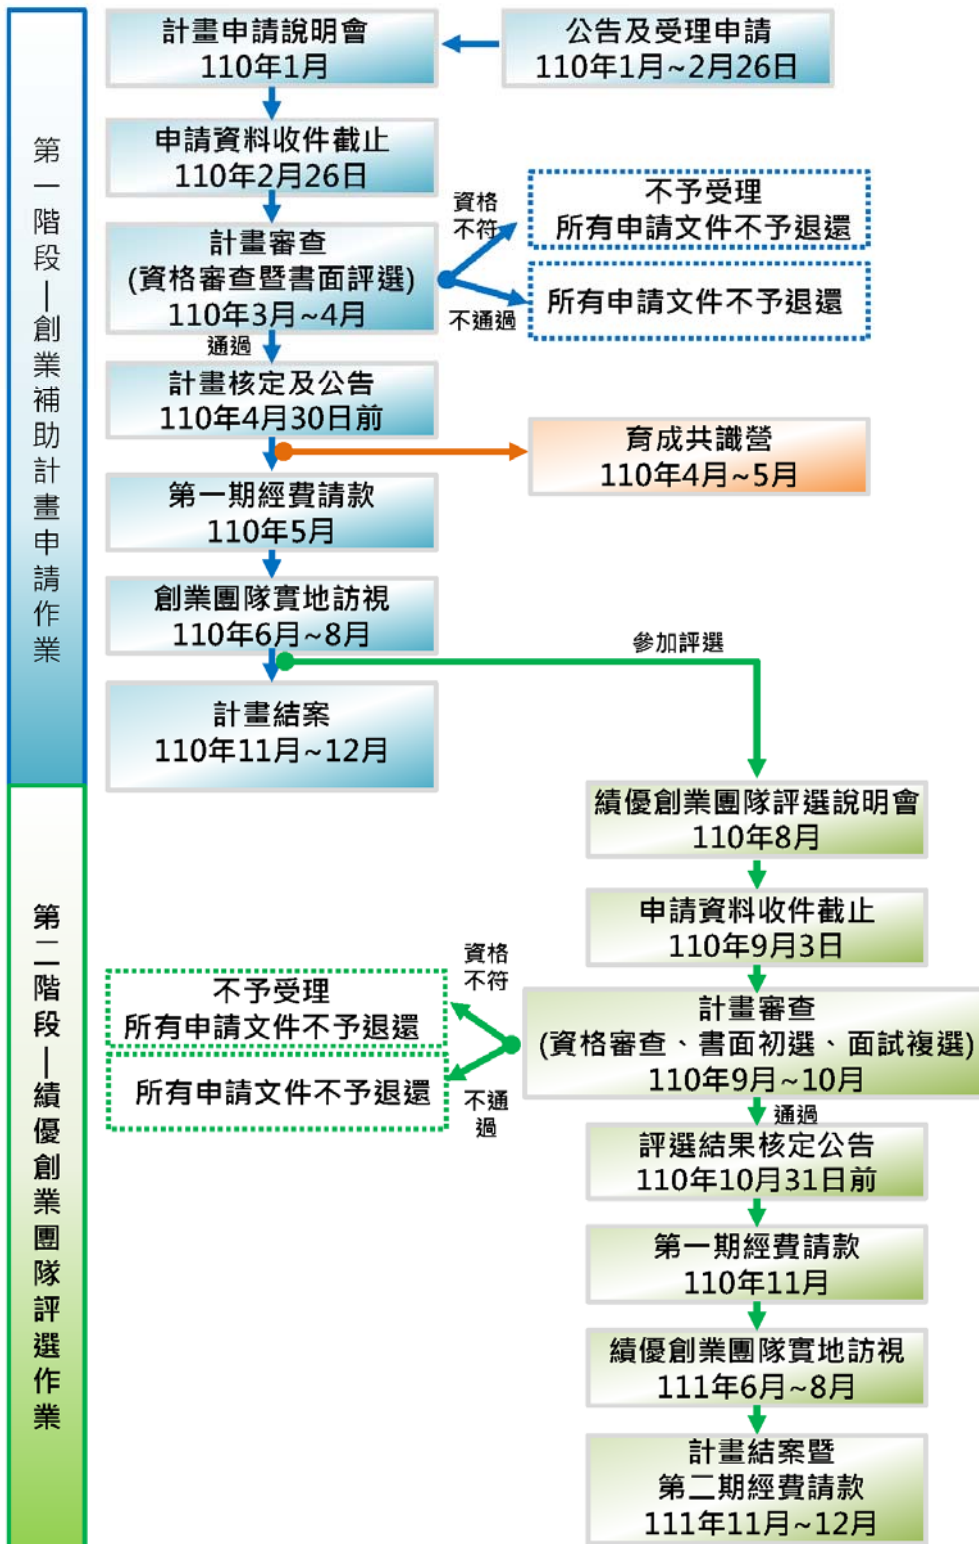 第一階段—創業補助計畫申請作業
計畫申請說明會
110年1月
公告及受理申請
110年1月~2月26日
申請資料收件截止
110年2月26日
計畫審查
(資格審查暨書面評選)
110年3月~4月
資格
不符
不予受理
所有申請文件不予退還
不通過
所有申請文件不予退還
通過
計畫核定及公告
110年4月30日前
育成共識營
110年4月~5月
第一期經費請款
110年5月
創業團隊實地訪視
110年6月~8月
參加評選
計畫結案
110年11月~12月
第二階段—績優創業團隊評選作業
績優創業團隊評選說明會
110年8月
申請資料收件截止
110年9月3日
計畫審查
(資格審查、書面初選、面試複選)
110年9月~10月
資格
不符
不予受理
所有申請文件不予退還
不通
過
所有申請文件不予退還
通過
評選結果核定公告
110年10月31日前
第一期經費請款
110年11月
績優創業團隊實地訪視
111年6月~8月
計畫結案暨
第二期經費請款
111年11月~12月